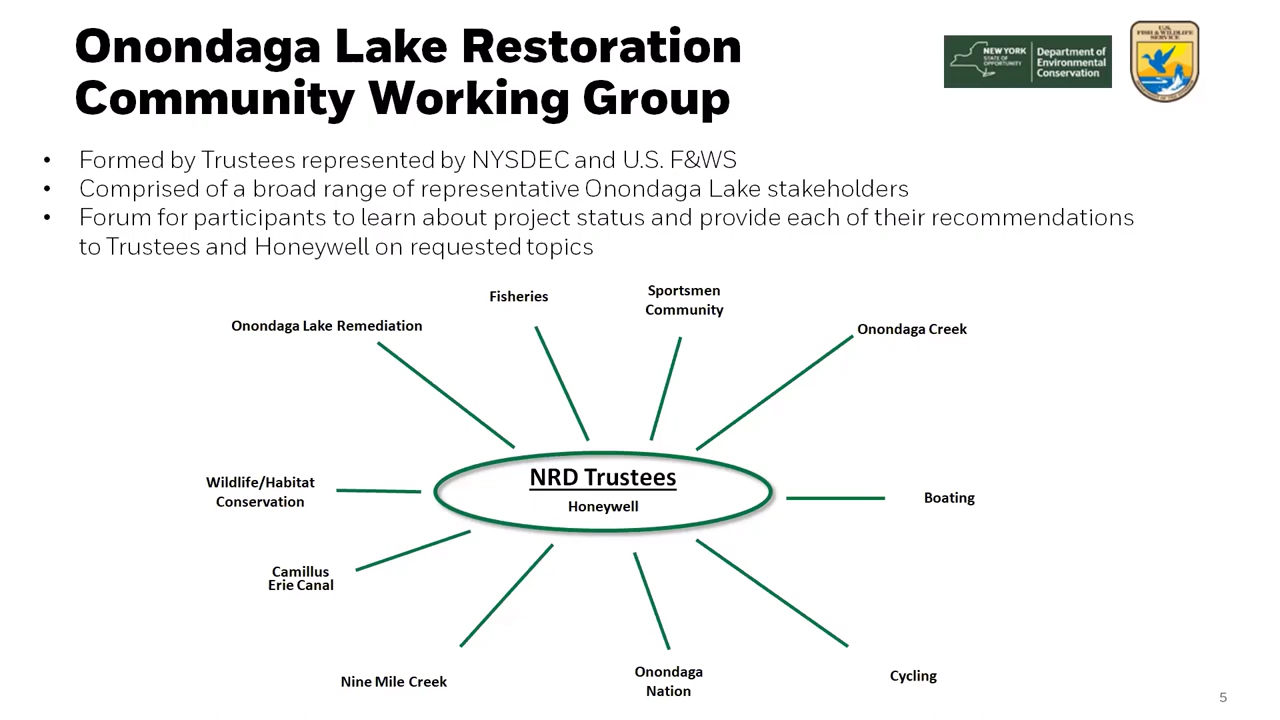 Onondaga Lake Restoration
Community Working Group
NEW YORK
STATE OF
OPPORTUNITY
Department of
Environmental
Conservation
U.S.
FISH & WILDLIFE
SERVICE
• Formed by Trustees represented by NYSDEC and U.S. F&WS
• Comprised of a broad range of representative Onondaga Lake stakeholders
• Forum for participants to learn about project status and provide each of their recommendations
to Trustees and Honeywell on requested topics
Fisheries
Sportsmen
Community
Onondaga Lake Remediation
Onondaga Creek
NRD Trustees
Honeywell
Wildlife/Habitat
Conservation
Boating
Camillus
Erie Canal
Nine Mile Creek
Onondaga
Nation
Cycling
5